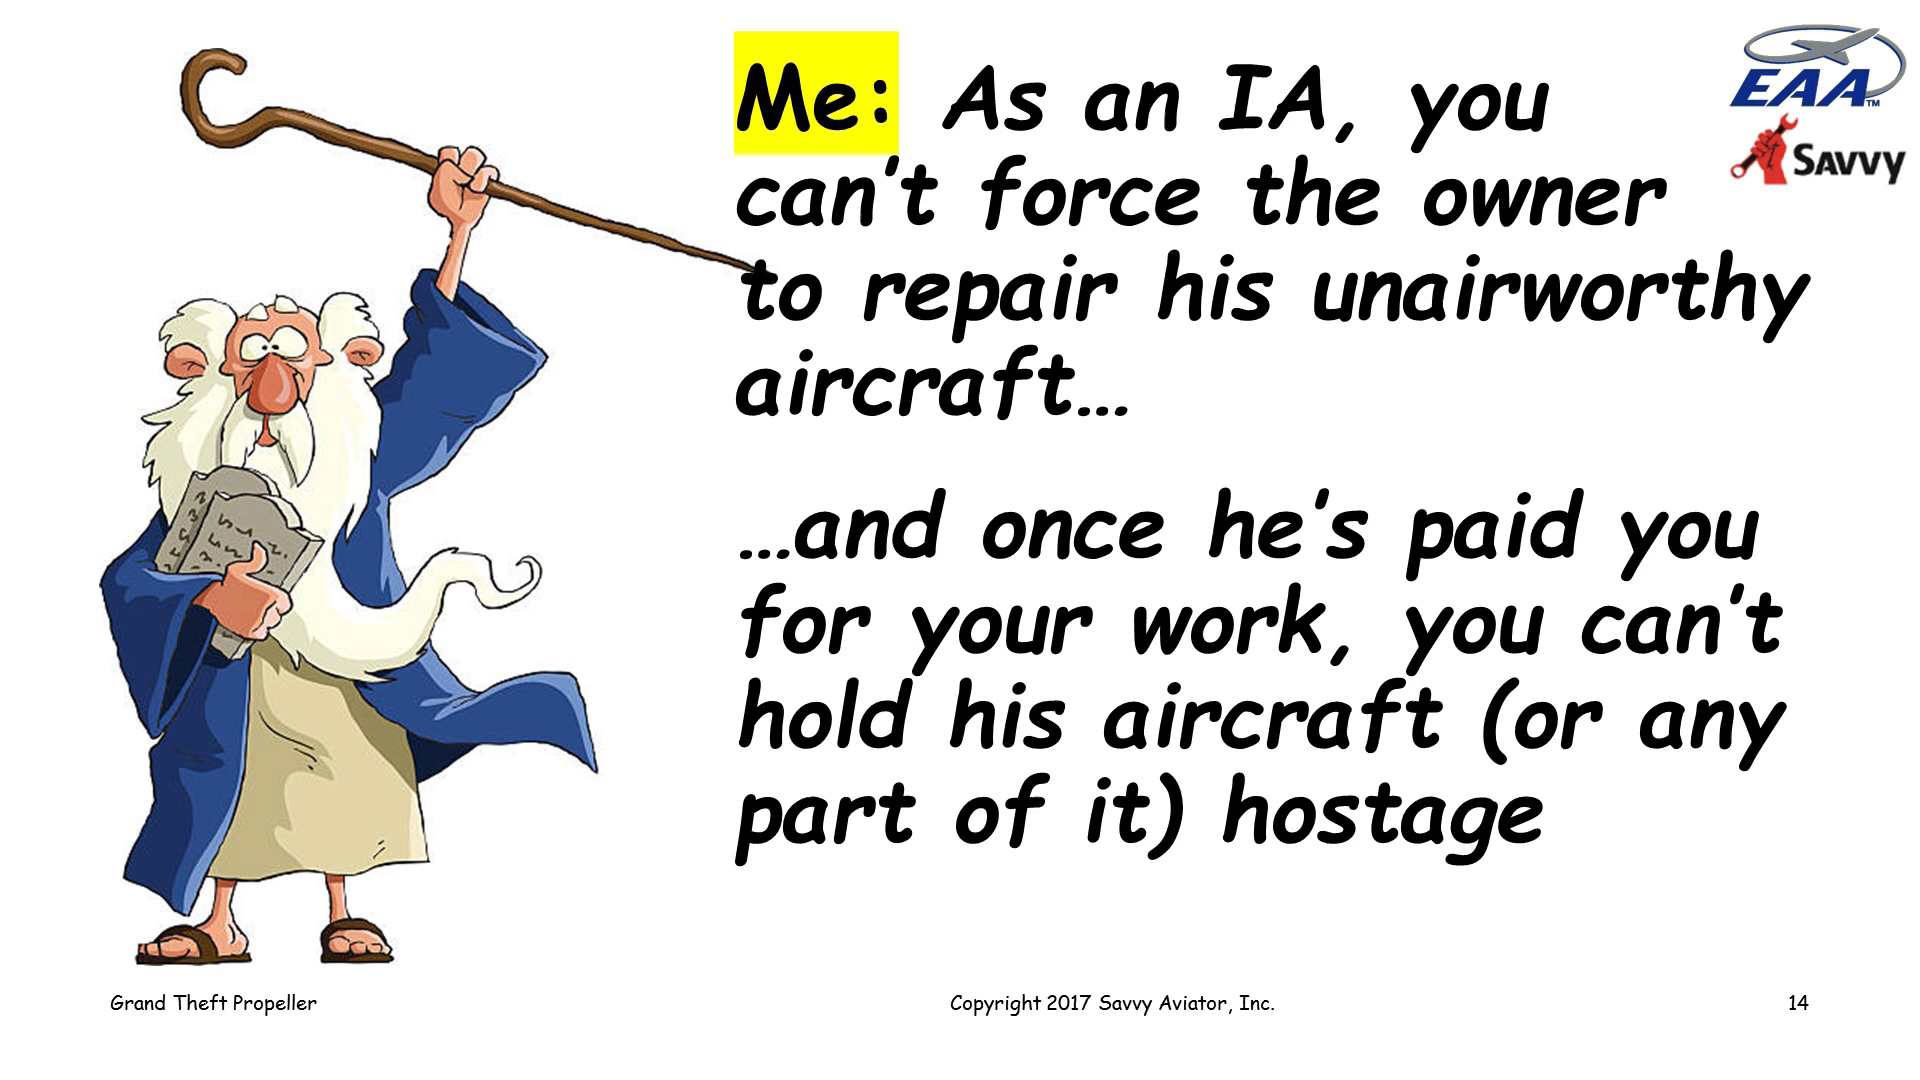 Me: As an IA, you
can’t force the owner
to repair his unairworthy
aircraft…
…and once he’s paid you
for your work, you can’t
hold his aircraft (or any
part of it) hostage
EAA™
SAVVY
Grand Theft Propeller
Copyright 2017 Savvy Aviator, Inc.
14